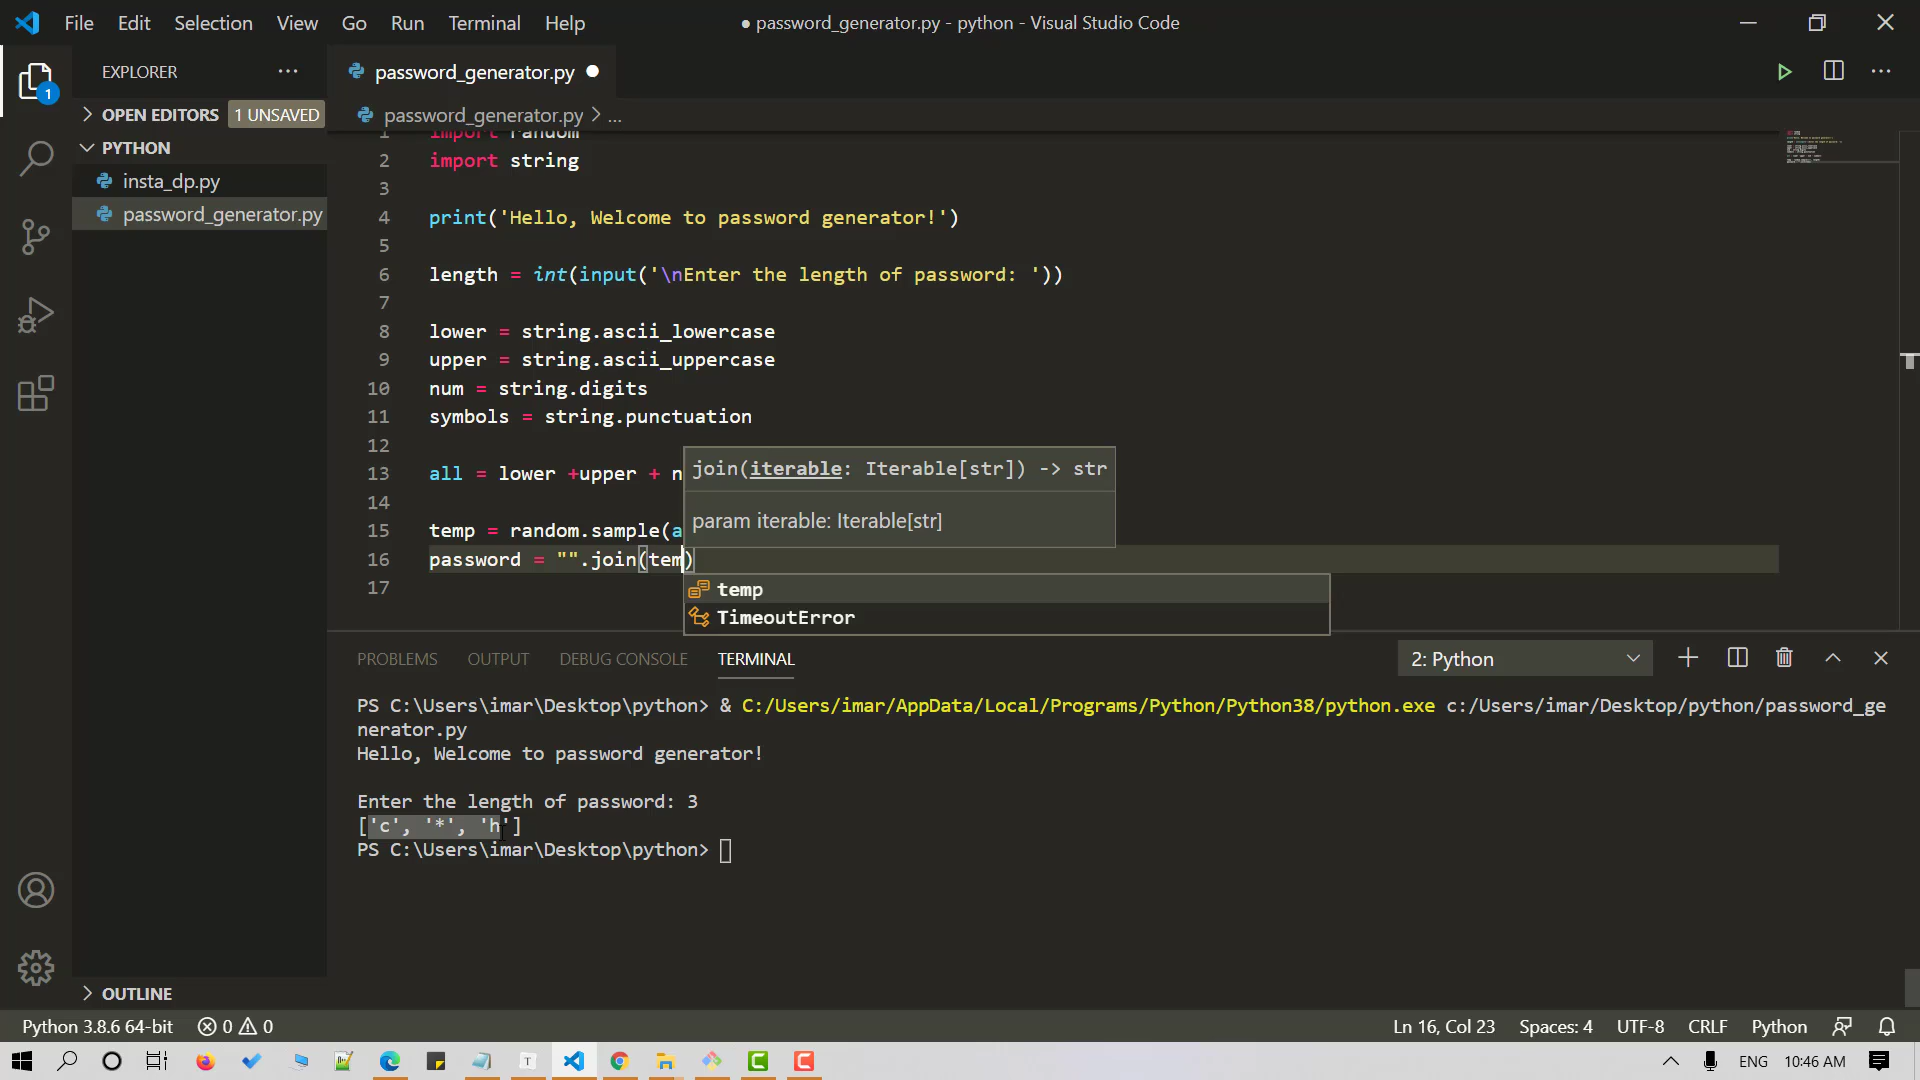 File Edit Selection View Go Run Terminal Help
● password_generator.py - python - Visual Studio Code
EXPLORER
1
OPEN EDITORS 1 UNSAVED
PYTHON
insta_dp.py
password_generator.py
OUTLINE
password_generator.py
password_generator.py > ...
1 import random
2 import string
3
4 print('Hello, Welcome to password generator!')
5
6 length = int(input('\nEnter the length of password: '))
7
8 lower = string.ascii_lowercase
9 upper = string.ascii_uppercase
10 num = string.digits
11 symbols = string.punctuation
12
13 all = lower +upper + n
14
15 temp = random.sample(a
16 password = "".join(tem)
17
join(iterable: Iterable[str]) -> str
param iterable: Iterable[str]
temp
TimeoutError
PROBLEMS OUTPUT DEBUG CONSOLE TERMINAL 2: Python
PS C:\Users\imar\Desktop\python> & C:/Users/imar/AppData/Local/Programs/Python/Python38/python.exe c:/Users/imar/Desktop/python/password_ge
nerator.py
Hello, Welcome to password generator!
Enter the length of password: 3
['c', '*', 'h']
PS C:\Users\imar\Desktop\python>
Python 3.8.6 64-bit 0 0 Ln 16, Col 23 Spaces: 4 UTF-8 CRLF Python
ENG 10:46 AM